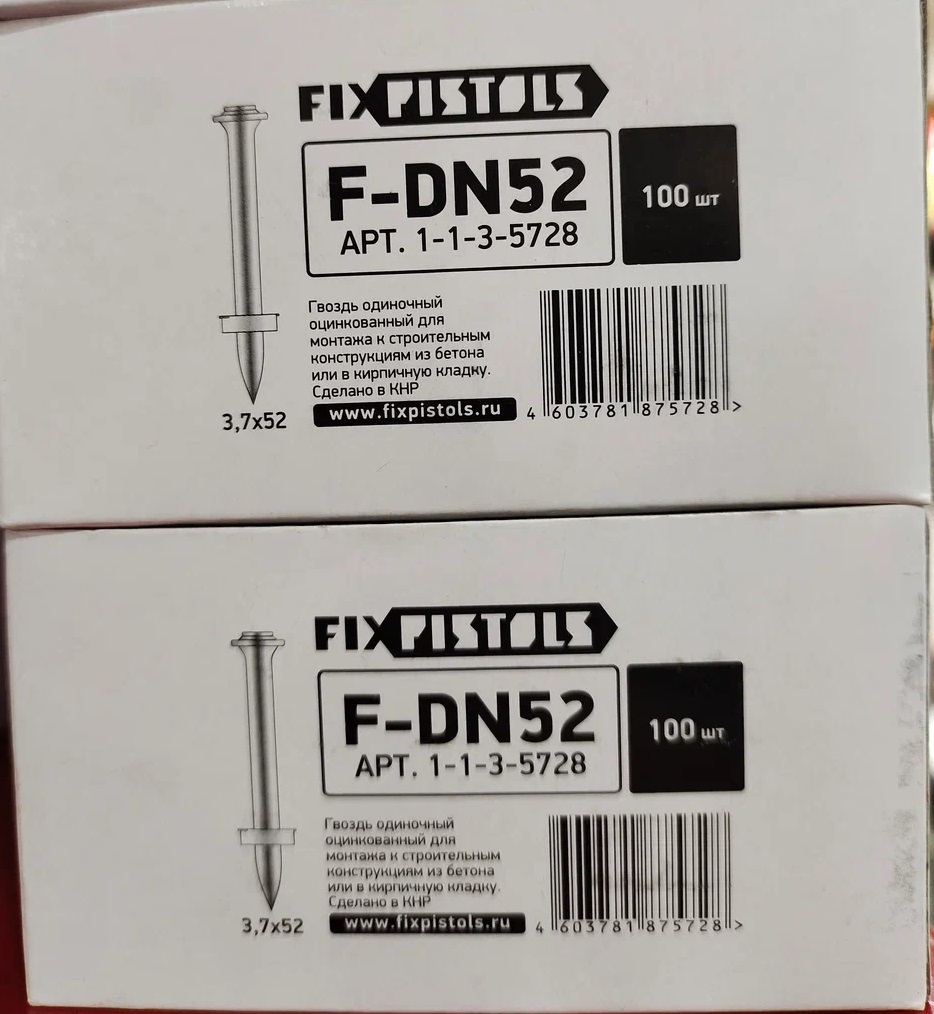 FIXPISTOLS
F-DN52
АРТ. 1-1-3-5728
100 шт
Гвоздь одиночный
оцинкованный для
монтажа к строительным
конструкциям из бетона
или в кирпичную кладку.
Сделано в КНР
www.fixpistols.ru
3,7x52
4 603781 875728 >
FIXPISTOLS
F-DN52
АРТ. 1-1-3-5728
100 шт
Гвоздь одиночный
оцинкованный для
монтажа к строительным
конструкциям из бетона
или в кирпичную кладку.
Сделано в КНР
www.fixpistols.ru
3,7x52
4 603781 875728 >